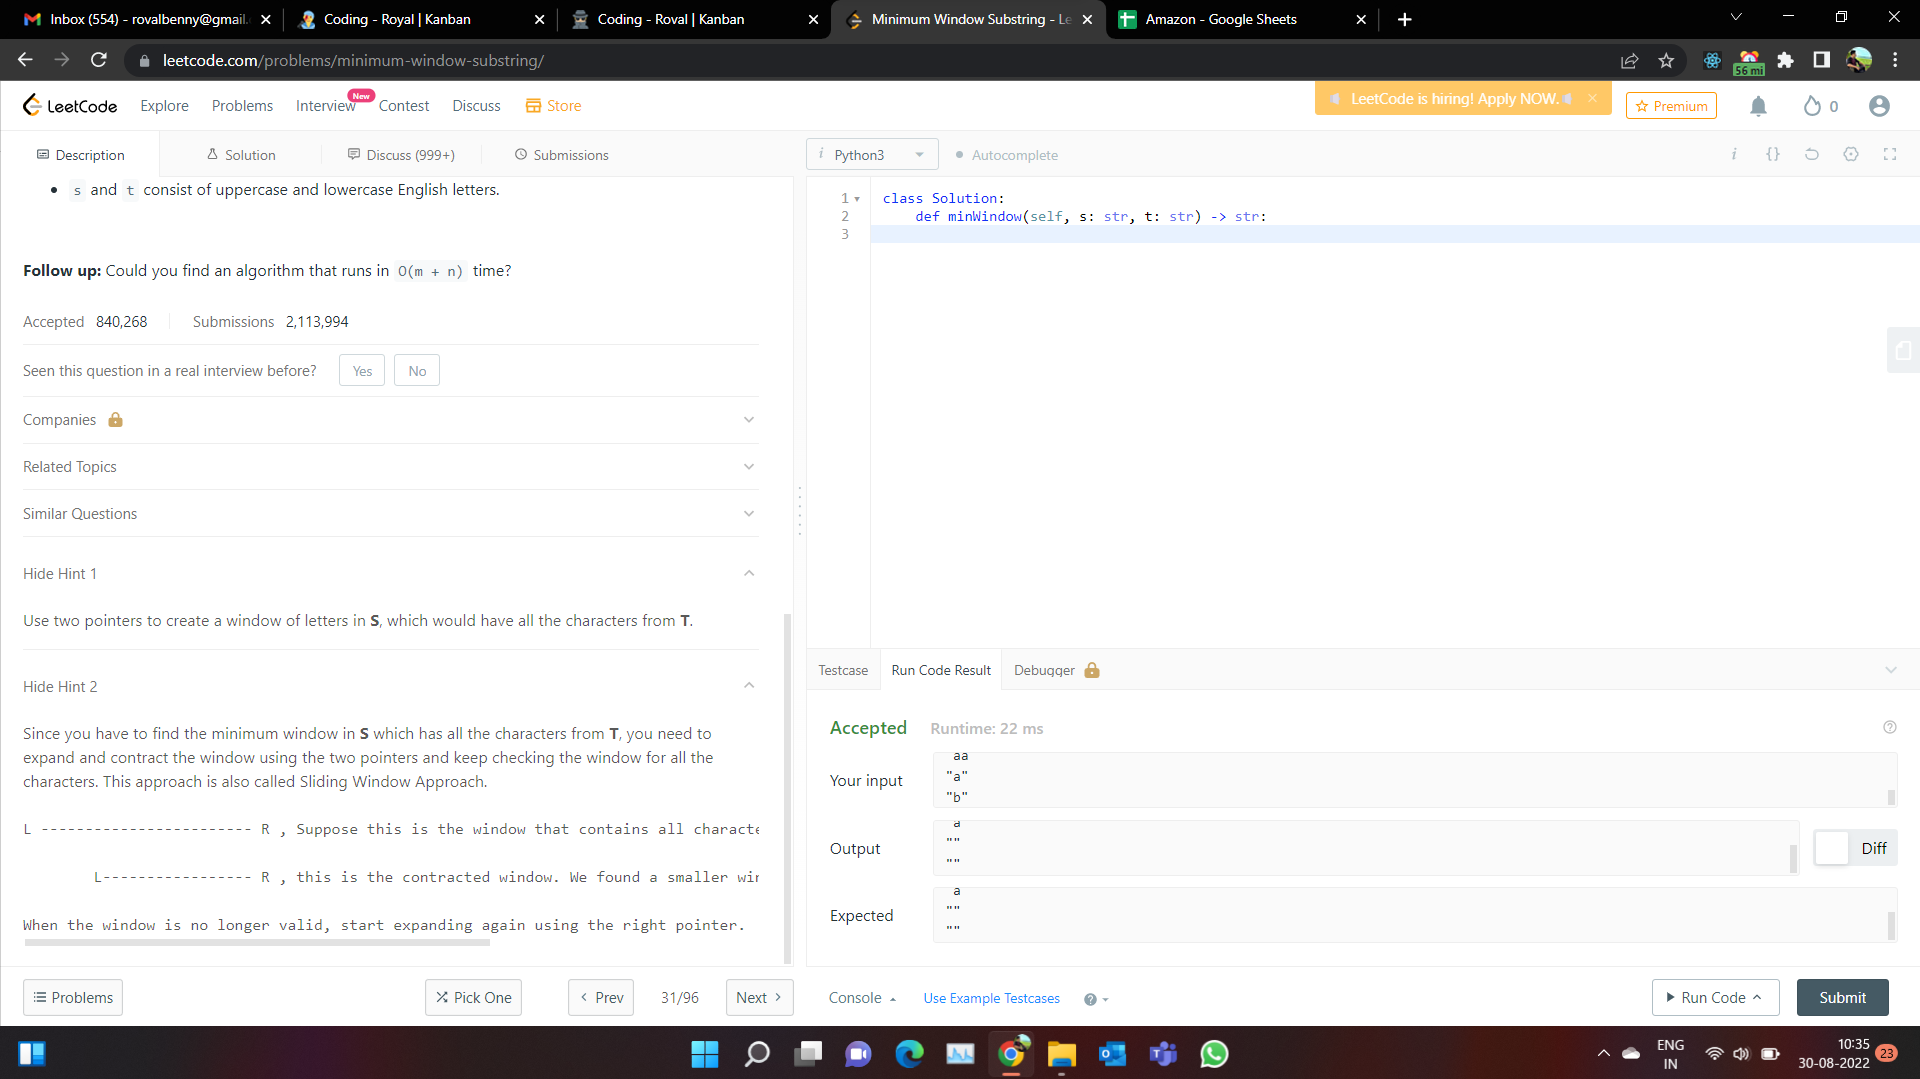 Inbox (554) - rovalbenny@gmail.
Coding - Royal | Kanban
Coding - Roval | Kanban
Minimum Window Substring - Le
Amazon - Google Sheets
leetcode.com/problems/minimum-window-substring/
56 mi
LeetCode
Explore
Problems
Interview
New
Contest
Discuss
Store
LeetCode is hiring! Apply NOW.
Premium
0
Description
Solution
Discuss (999+)
Submissions
i Python3
Autocomplete
i {}
s and t consist of uppercase and lowercase English letters.
Follow up: Could you find an algorithm that runs in O(m + n) time?
Accepted 840,268
Submissions 2,113,994
Seen this question in a real interview before?
Yes
No
Companies
Related Topics
Similar Questions
Hide Hint 1
Use two pointers to create a window of letters in S, which would have all the characters from T.
Hide Hint 2
Since you have to find the minimum window in S which has all the characters from T, you need to
expand and contract the window using the two pointers and keep checking the window for all the
characters. This approach is also called Sliding Window Approach.
L ------------------------ R , Suppose this is the window that contains all characte
L----------------- R , this is the contracted window. We found a smaller win
When the window is no longer valid, start expanding again using the right pointer.
1 class Solution:
2 def minWindow(self, s: str, t: str) -> str:
3
Testcase
Run Code Result
Debugger
Accepted
Runtime: 22 ms
Your input
aa
"a"
"b"
Output
a
""
""
Diff
Expected
a
""
""
Problems
Pick One
< Prev
31/96
Next >
Console
Use Example Testcases
Run Code
Submit
ENG
IN
10:35
30-08-2022
23